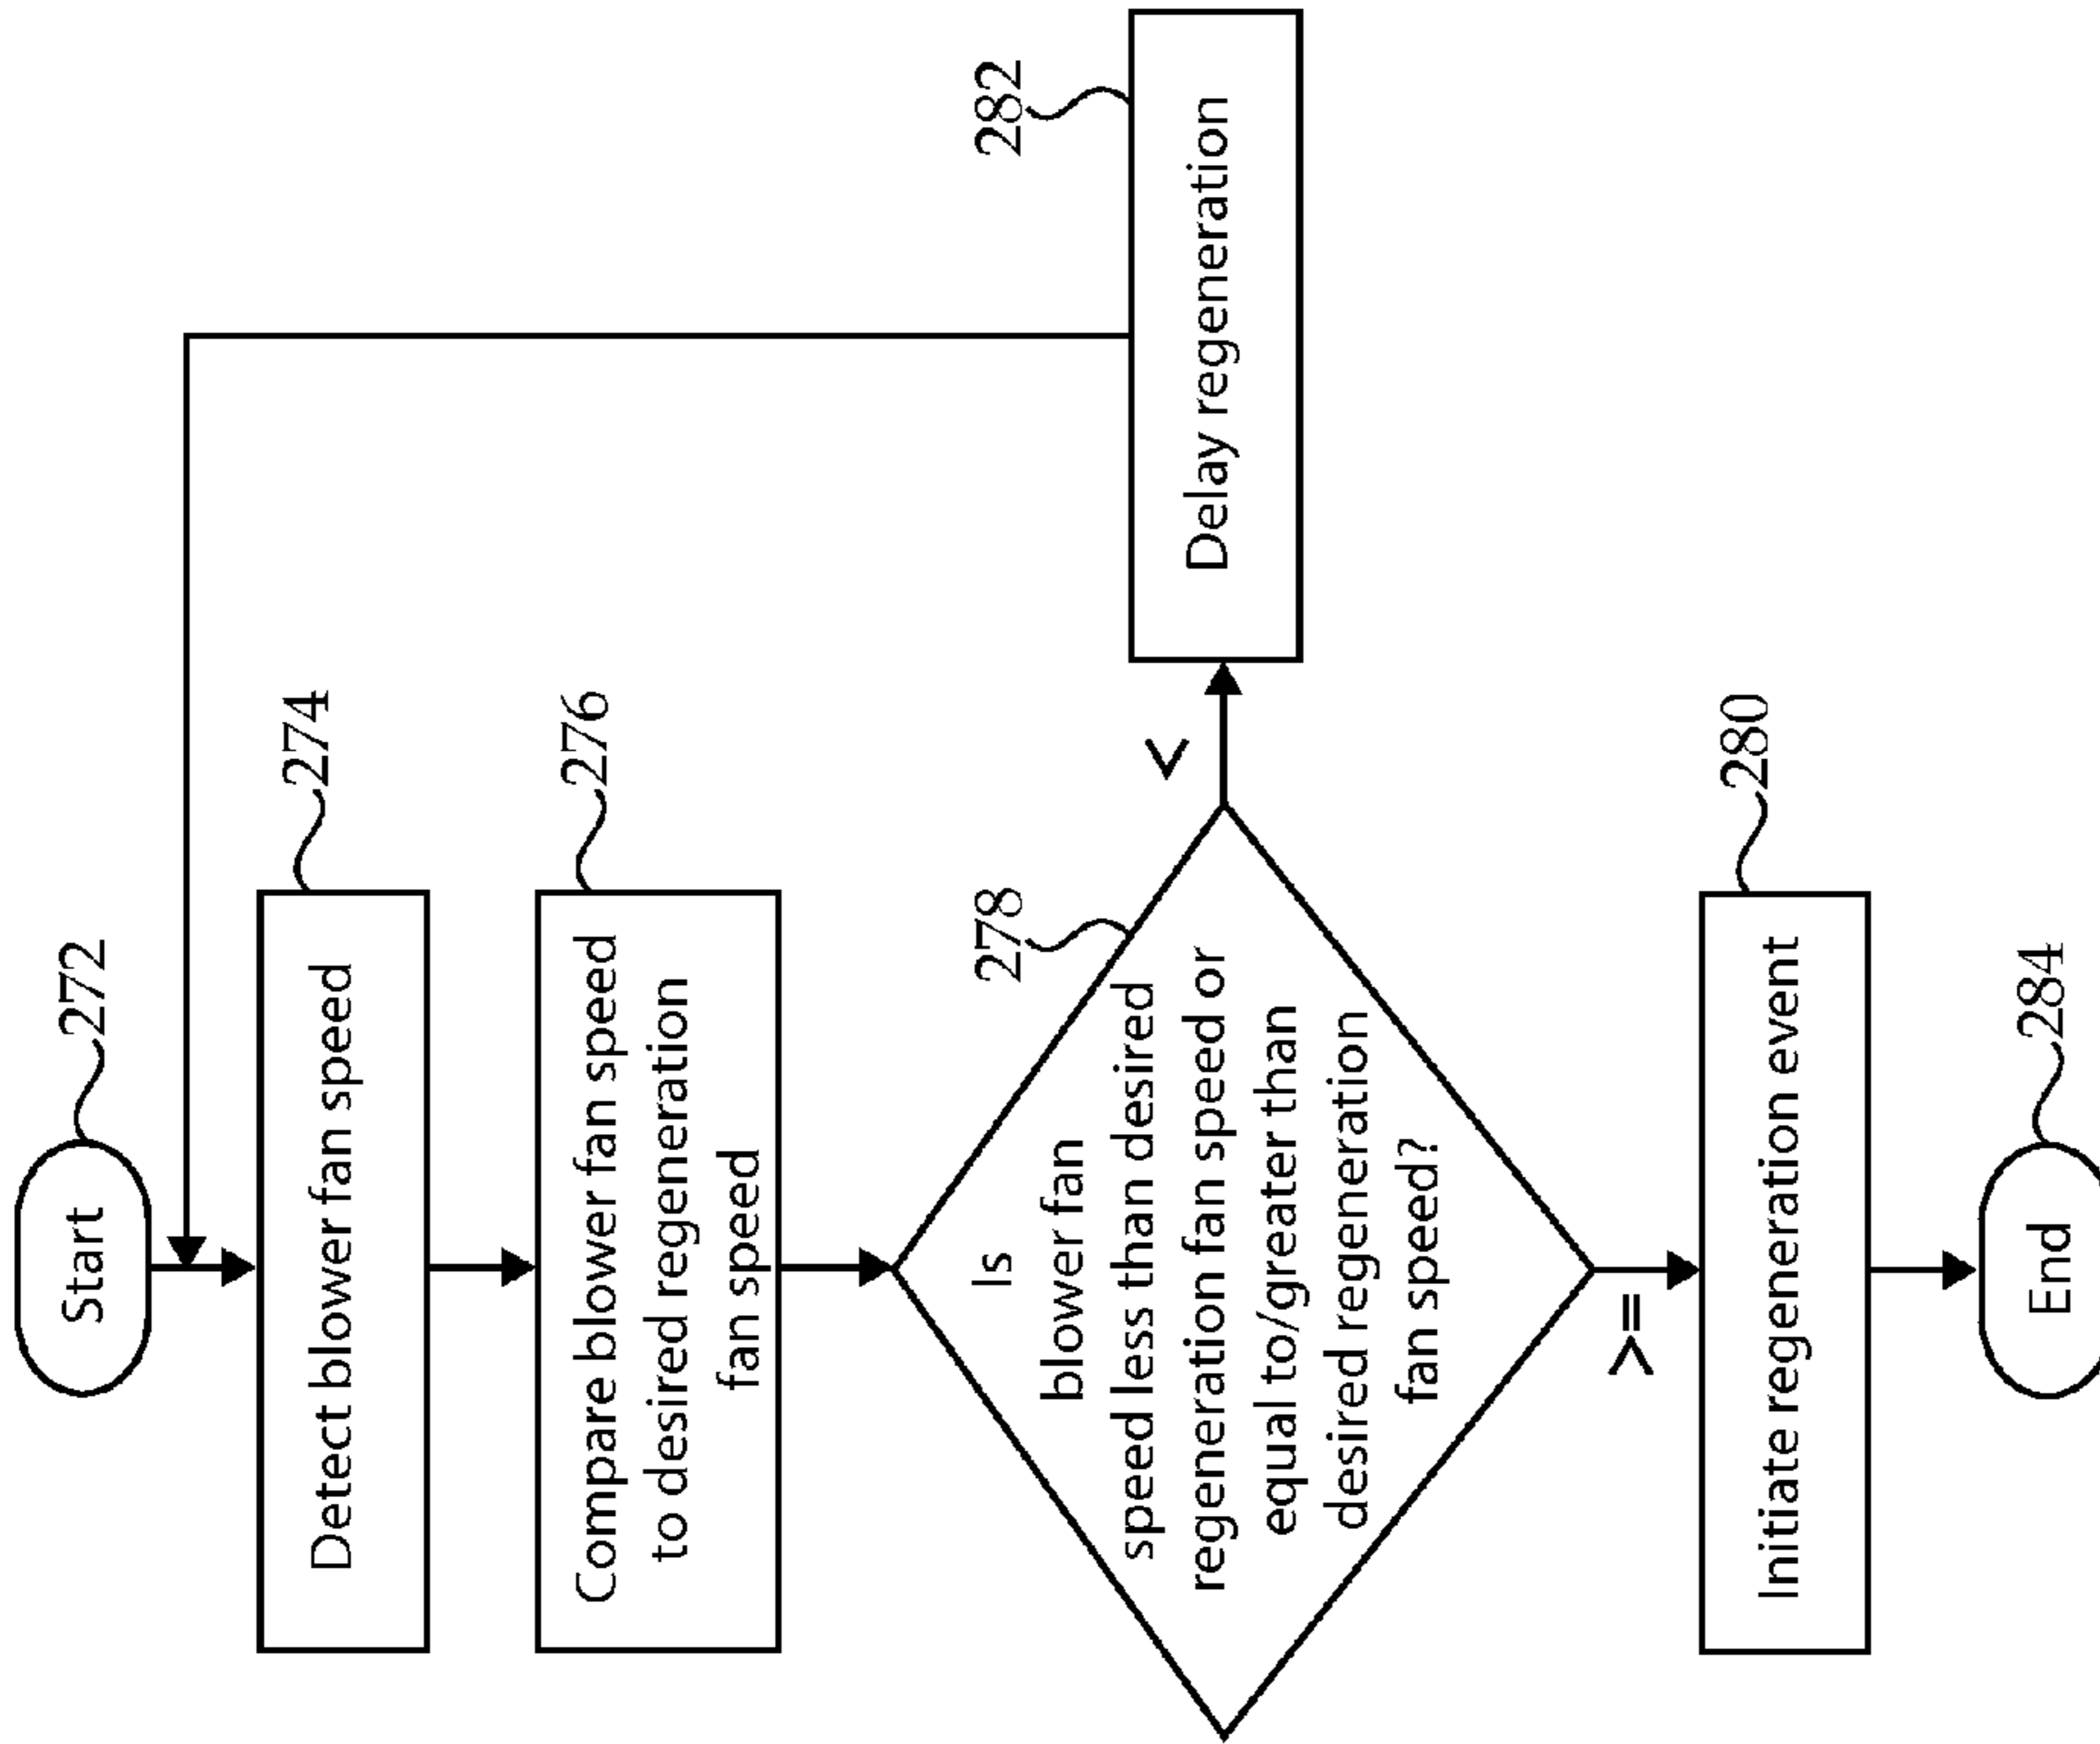 Start
272
Detect blower fan speed
274
Compare blower fan speed
to desired regeneration
fan speed
276
Is
blower fan
speed less than desired
regeneration fan speed or
equal to/greater than
desired regeneration
fan speed?
278
<
Delay regeneration
282
>=
Initiate regeneration event
280
End
284